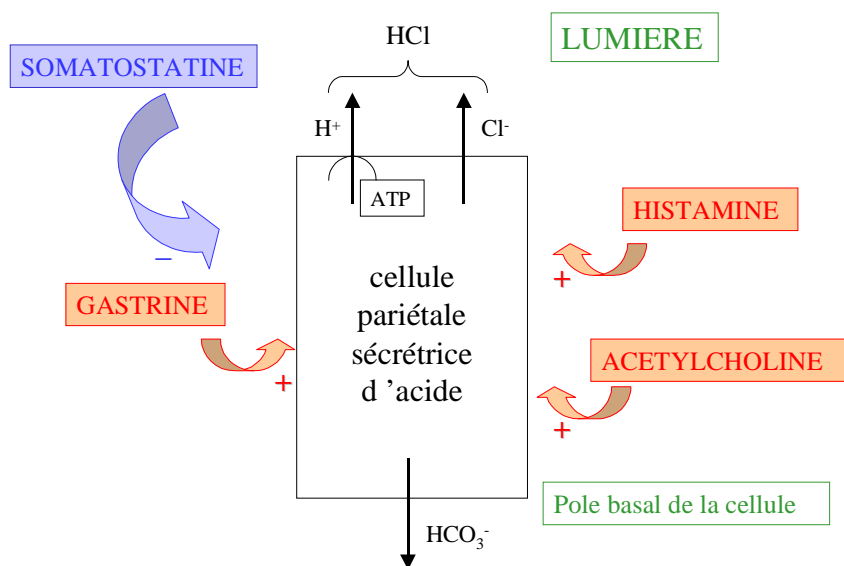 HCl
LUMIERE
SOMATOSTATINE
H+
Cl-
ATP
HISTAMINE
–
+
GASTRINE
cellule
pariétale
sécrétrice
d ’acide
+
ACETYLCHOLINE
+
Pole basal de la cellule
HCO3-